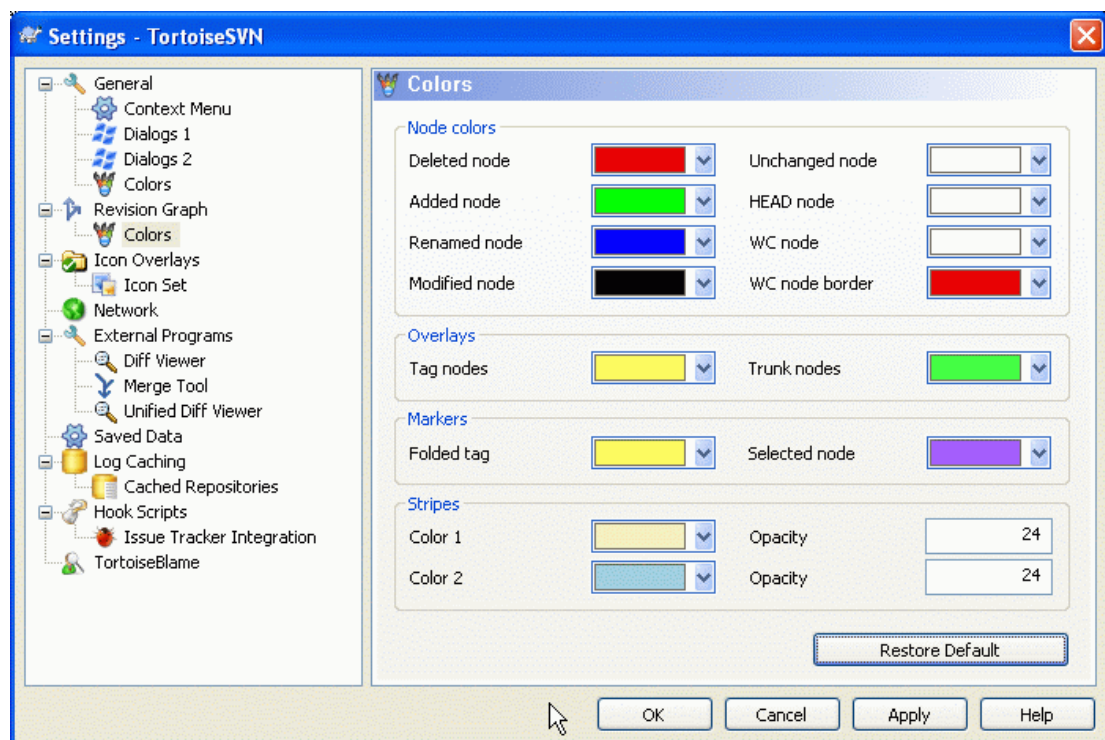 Settings - TortoiseSVN
General
Context Menu
Dialogs 1
Dialogs 2
Colors
Revision Graph
Colors
Icon Overlays
Icon Set
Network
External Programs
Diff Viewer
Merge Tool
Unified Diff Viewer
Saved Data
Log Caching
Cached Repositories
Hook Scripts
Issue Tracker Integration
TortoiseBlame
Colors
Node colors
Deleted node Unchanged node
Added node HEAD node
Renamed node WC node
Modified node WC node border
Overlays
Tag nodes Trunk nodes
Markers
Folded tag Selected node
Stripes
Color 1 Opacity 24
Color 2 Opacity 24
Restore Default
OK Cancel Apply Help